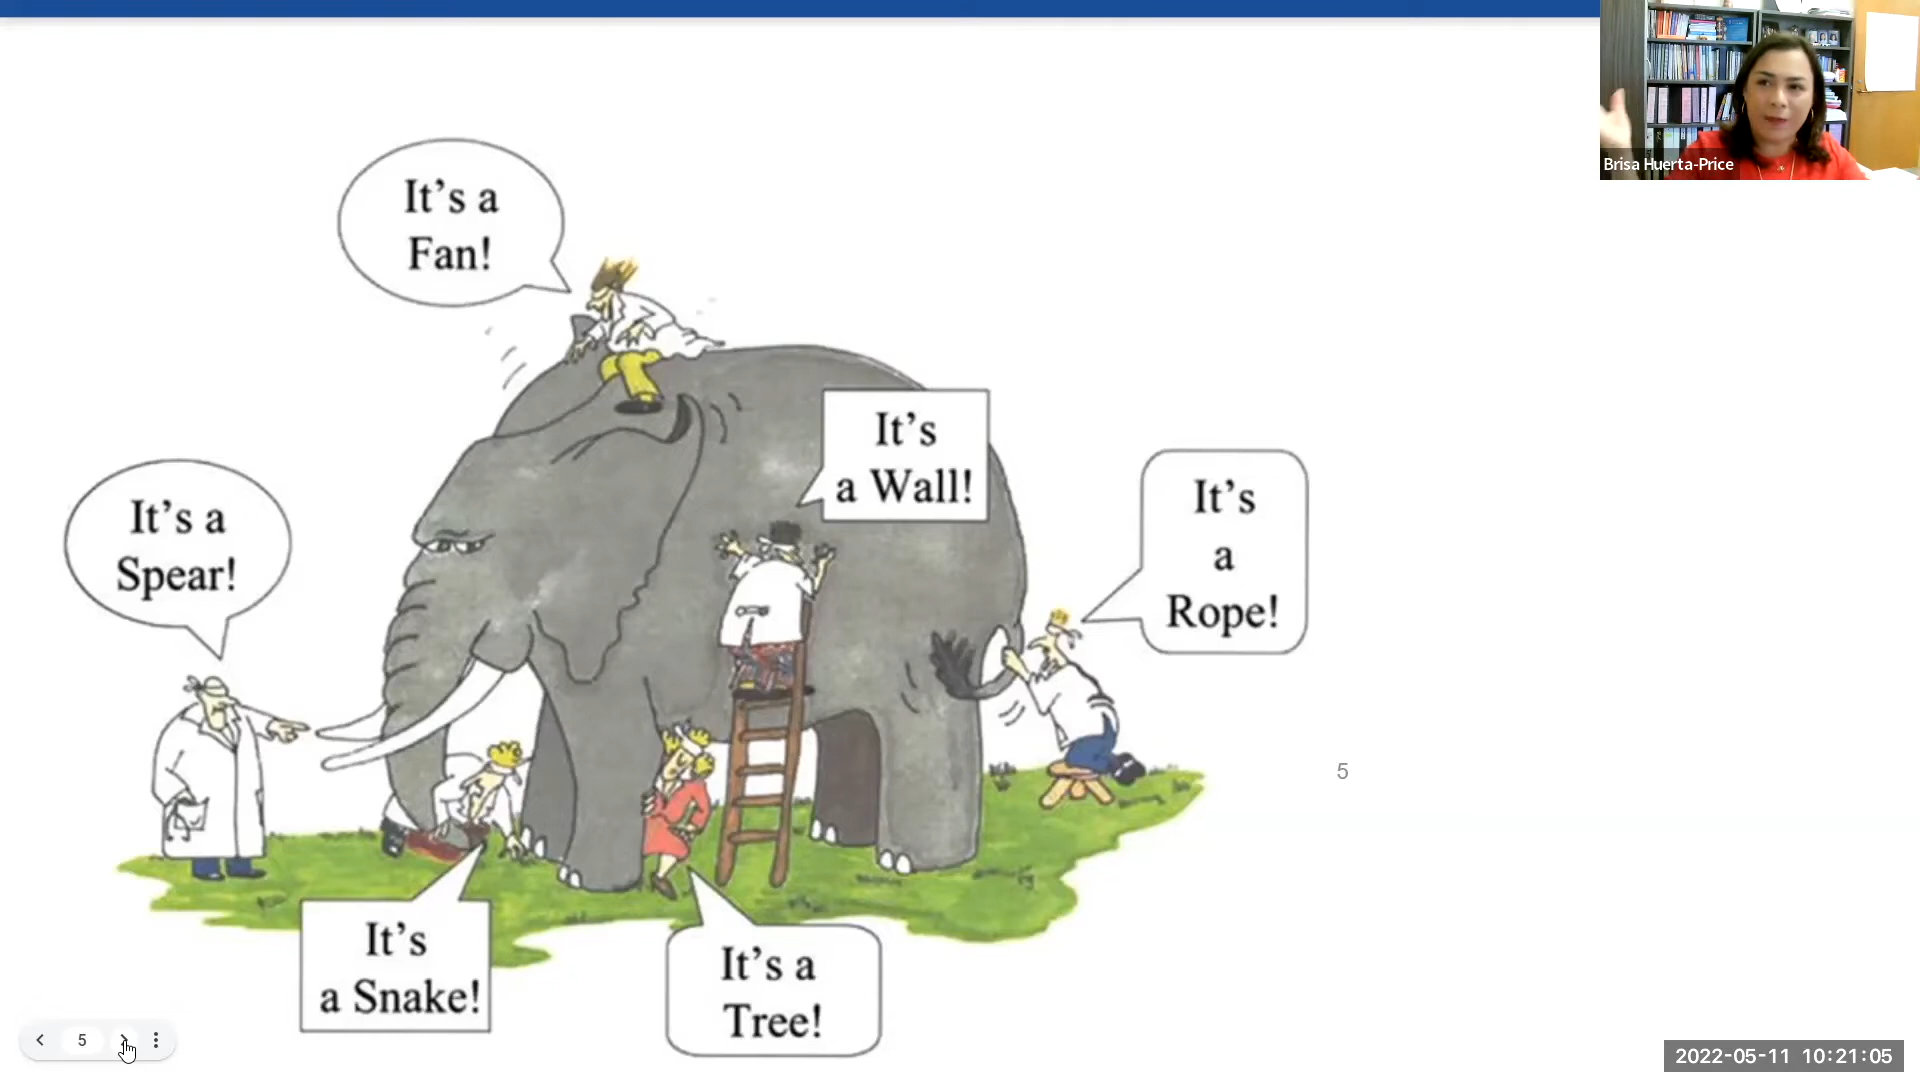 Brisa Huerta-Price
It's a
Fan!
It's
a Wall!
It's
a
Rope!
It's a
Spear!
5
It's
a Snake!
It's a
Tree!
5
2022-05-11 10:21:05